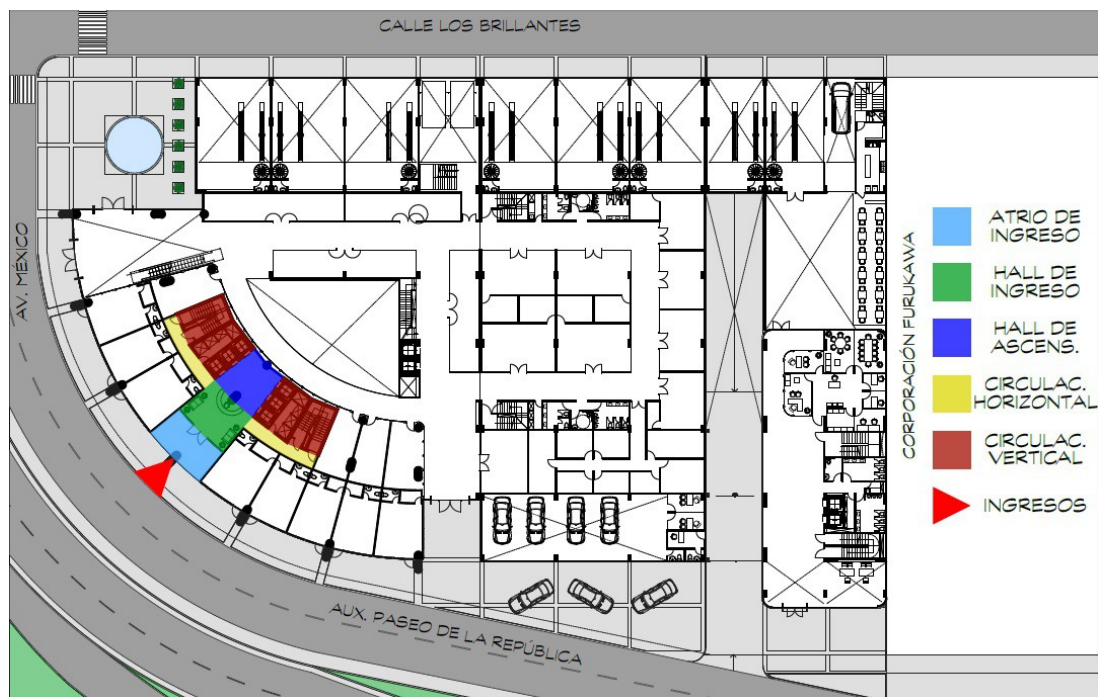 CALLE LOS BRILLANTES
AV. MÉXICO
AUX. PASEO DE LA REPÚBLICA
CORPORACIÓN FURUKAWA
ATRIO DE
INGRESO
HALL DE
INGRESO
HALL DE
ASCENS.
CIRCULAC.
HORIZONTAL
CIRCULAC.
VERTICAL
INGRESOS